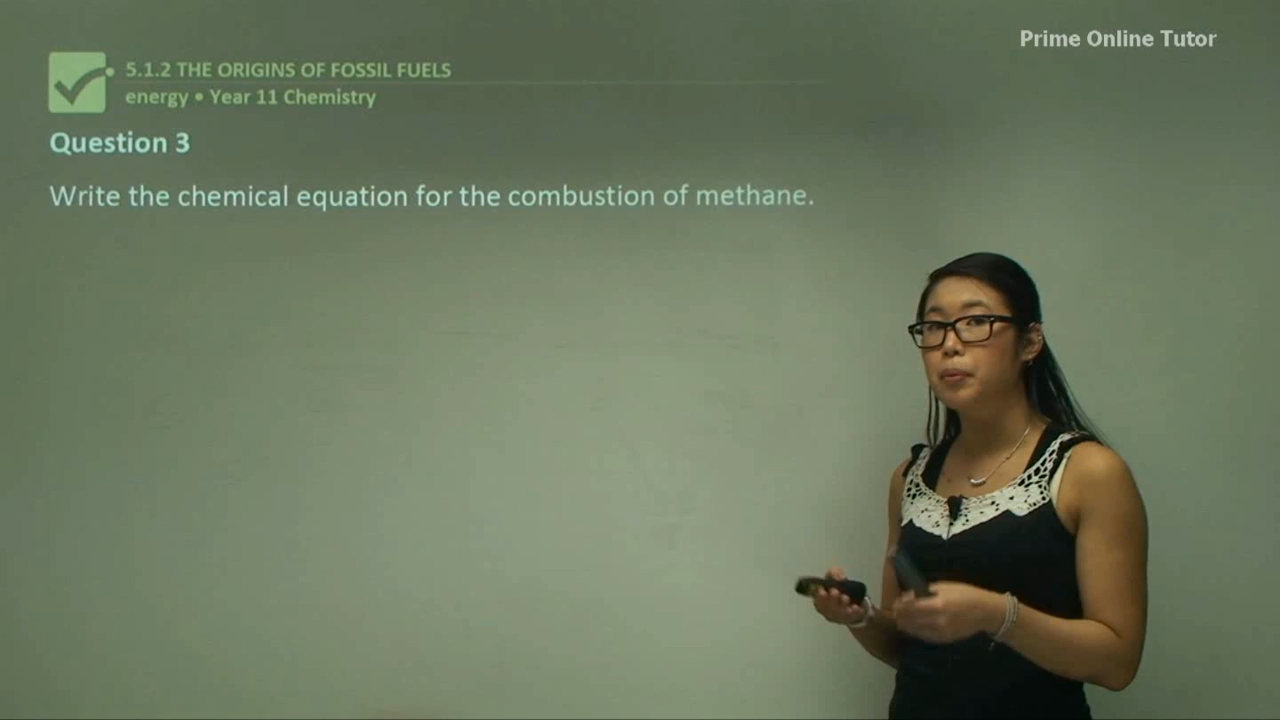 Prime Online Tutor
5.1.2 THE ORIGINS OF FOSSIL FUELS
energy • Year 11 Chemistry
Question 3
Write the chemical equation for the combustion of methane.